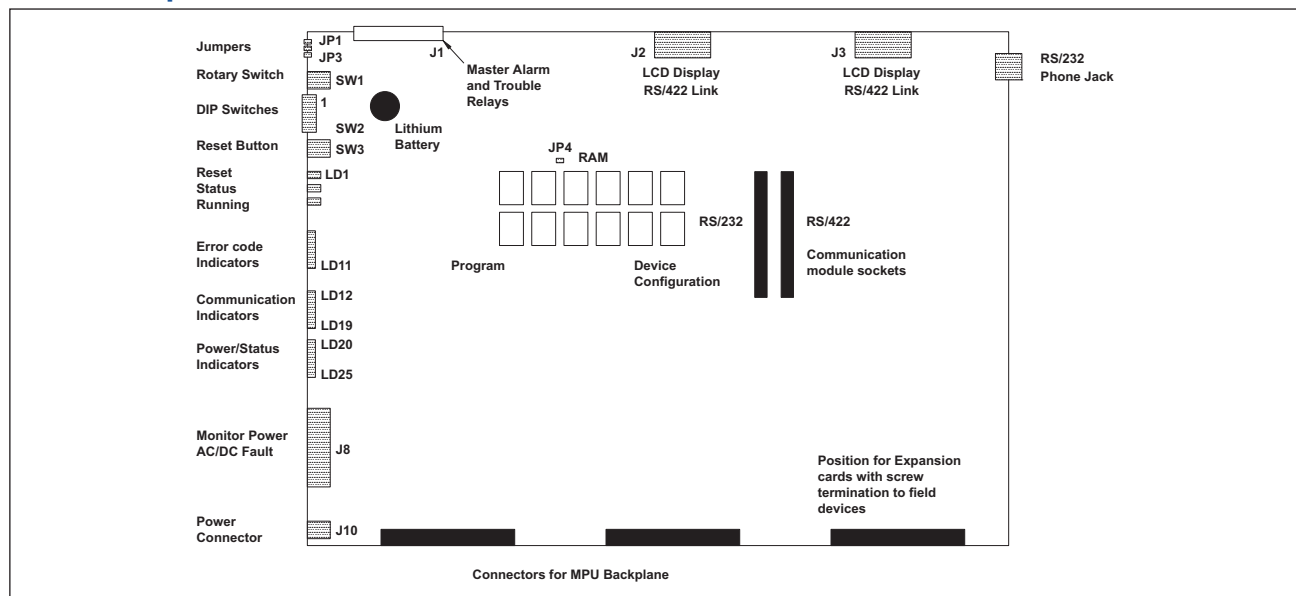 Jumpers
JP1
JP3
J1
J2
J3
Master Alarm
and Trouble
Relays
LCD Display
RS/422 Link
LCD Display
RS/422 Link
RS/232
Phone Jack
Rotary Switch
SW1
DIP Switches
1
SW2
Lithium
Battery
Reset Button
SW3
JP4
RAM
Reset
Status
Running
LD1
RS/232
RS/422
Communication
module sockets
Program
Device
Configuration
Error code
Indicators
LD11
Communication
Indicators
LD12
LD19
Power/Status
Indicators
LD20
LD25
Monitor Power
AC/DC Fault
J8
Position for Expansion
cards with screw
termination to field
devices
Power
Connector
J10
Connectors for MPU Backplane